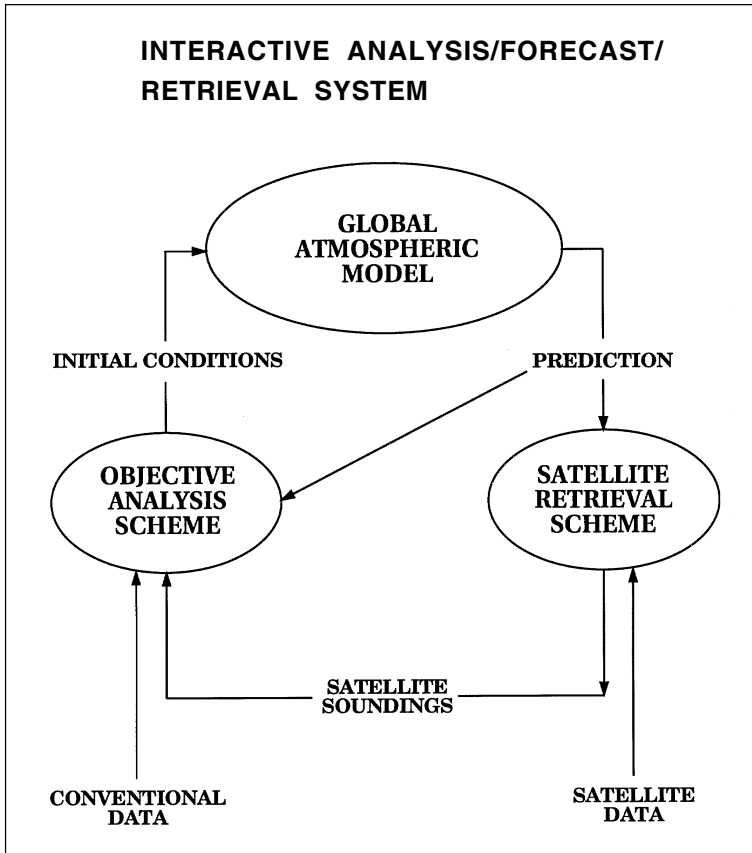 INTERACTIVE ANALYSIS/FORECAST/
RETRIEVAL SYSTEM
GLOBAL
ATMOSPHERIC
MODEL
INITIAL CONDITIONS
PREDICTION
OBJECTIVE
ANALYSIS
SCHEME
SATELLITE
RETRIEVAL
SCHEME
SATELLITE
SOUNDINGS
CONVENTIONAL
DATA
SATELLITE
DATA